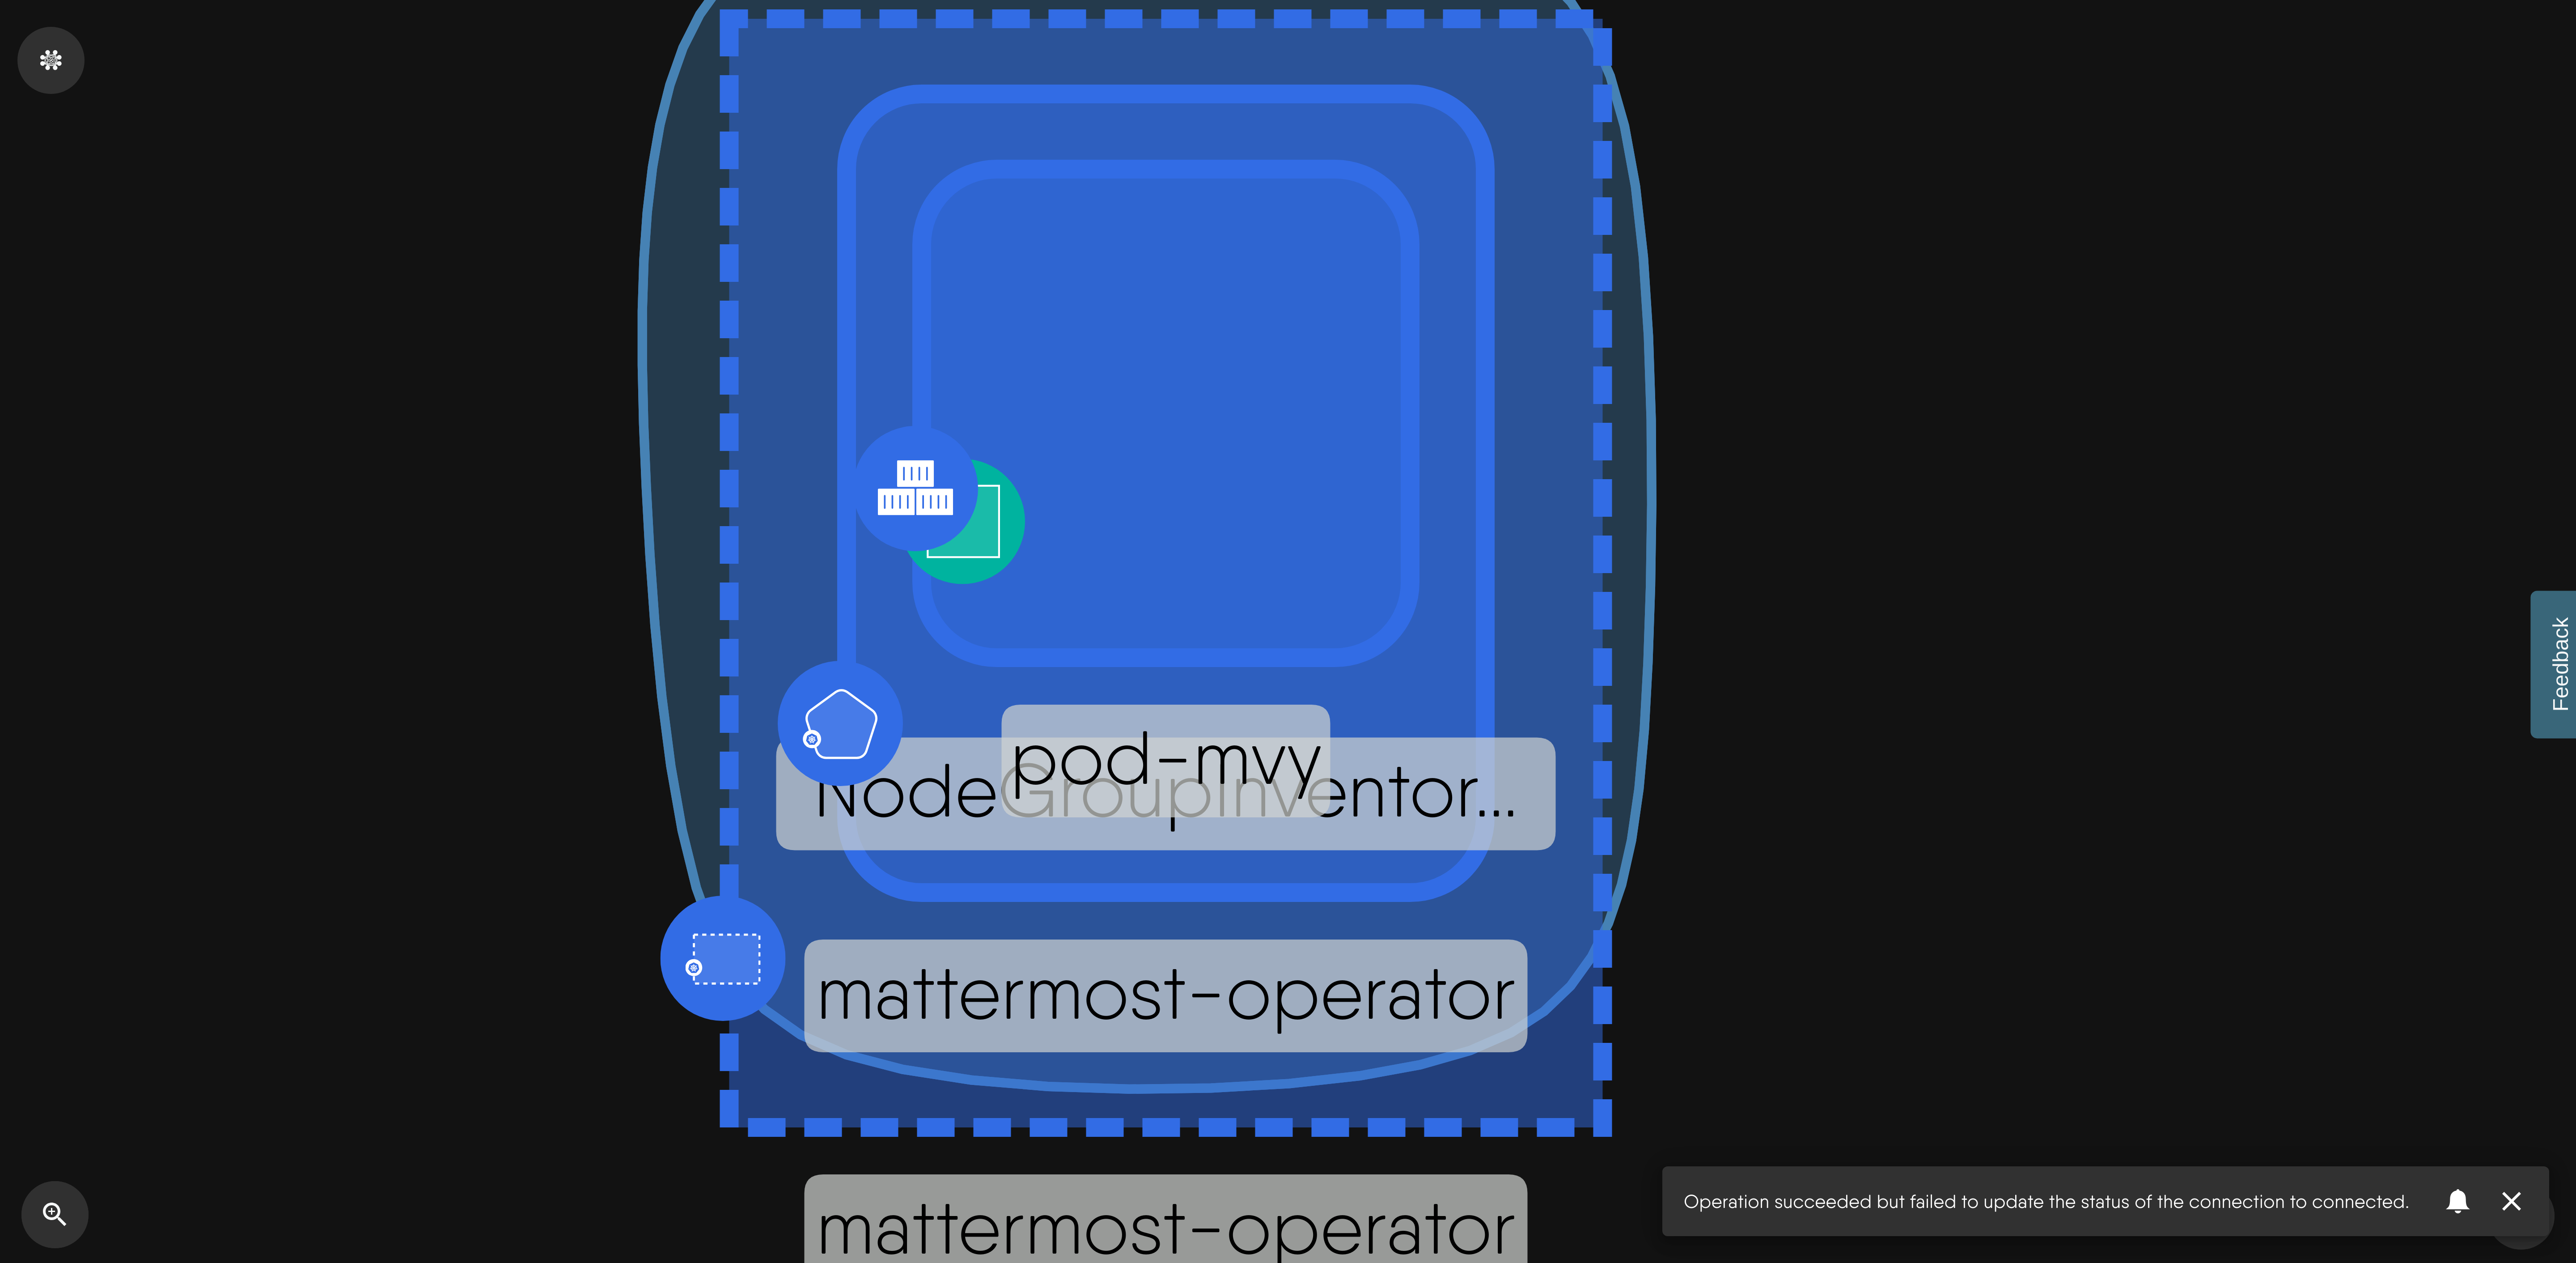 pod-mvy
NodeGroupInventor...
mattermost-operator
mattermost-operator
Feedback
Operation succeeded but failed to update the status of the connection to connected.